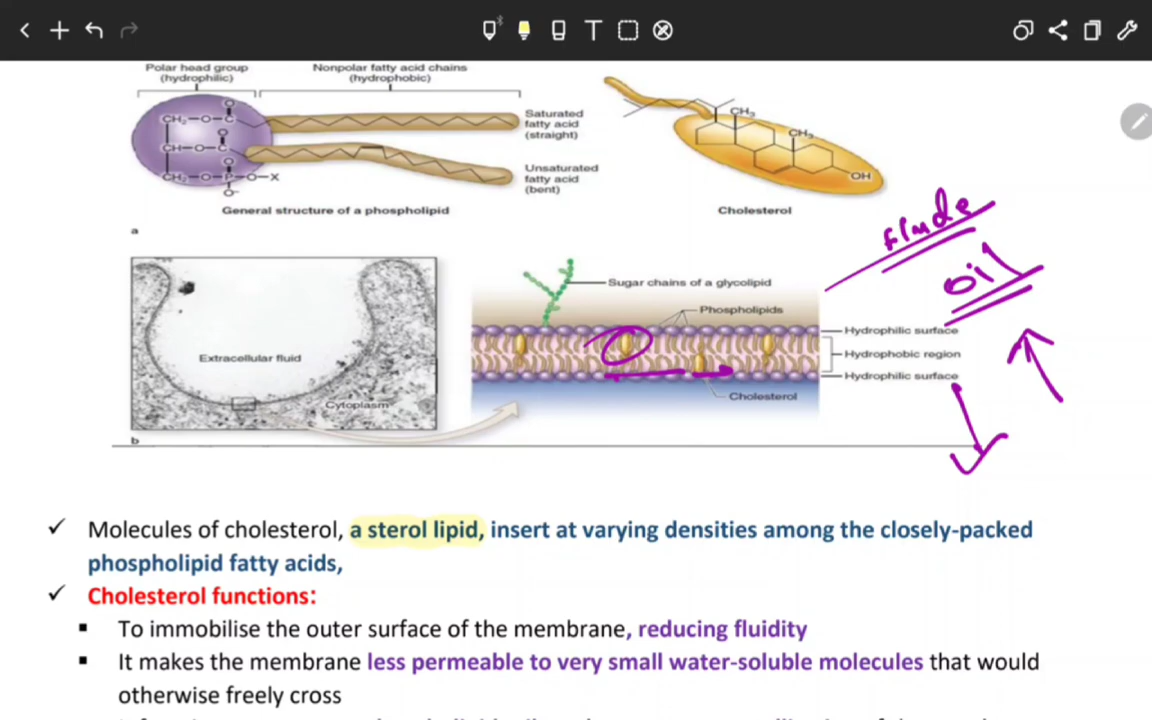 Polar head group
(hydrophilic)
Nonpolar fatty acid chains
(hydrophobic)
CH₂—O—C
O
CH—O—C
O
CH₂—O—P—O—X
O
O⁻
Saturated
fatty acid
(straight)
Unsaturated
fatty acid
(bent)
General structure of a phospholipid
CH₃
CH₃
OH
Cholesterol
a
flude
oil
Extracellular fluid
Cytoplasm
b
Sugar chains of a glycolipid
Phospholipids
Hydrophilic surface
Hydrophobic region
Hydrophilic surface
Cholesterol
✓ Molecules of cholesterol, a sterol lipid, insert at varying densities among the closely-packed
phospholipid fatty acids,
✓ Cholesterol functions:
▪ To immobilise the outer surface of the membrane, reducing fluidity
▪ It makes the membrane less permeable to very small water-soluble molecules that would
otherwise freely cross